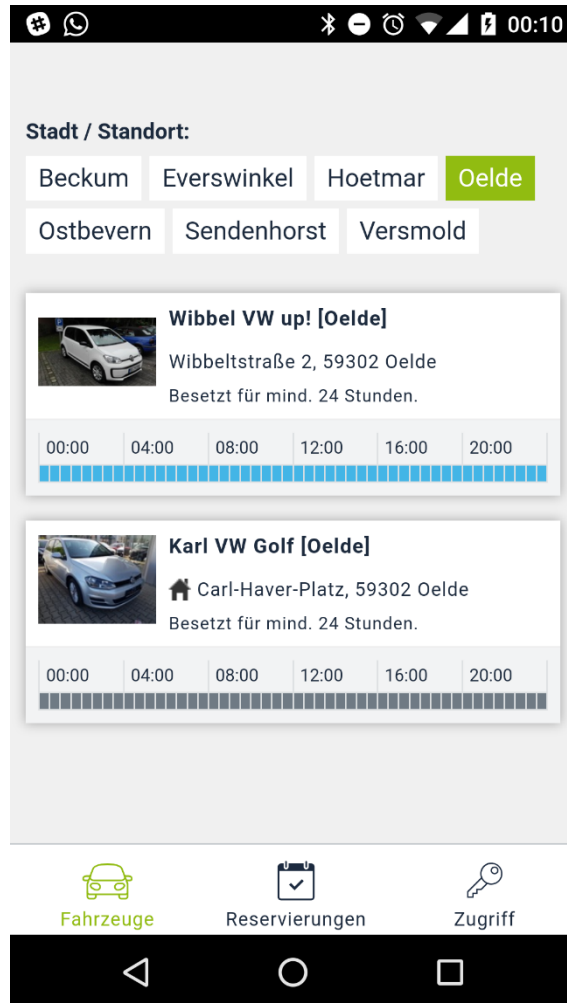 00:10
Stadt / Standort:
Beckum Everswinkel Hoetmar Oelde
Ostbevern Sendenhorst Versmold
Wibbel VW up! [Oelde]
Wibbeltstraße 2, 59302 Oelde
Besetzt für mind. 24 Stunden.
00:00 04:00 08:00 12:00 16:00 20:00
Karl VW Golf [Oelde]
Carl-Haver-Platz, 59302 Oelde
Besetzt für mind. 24 Stunden.
00:00 04:00 08:00 12:00 16:00 20:00
Fahrzeuge Reservierungen Zugriff